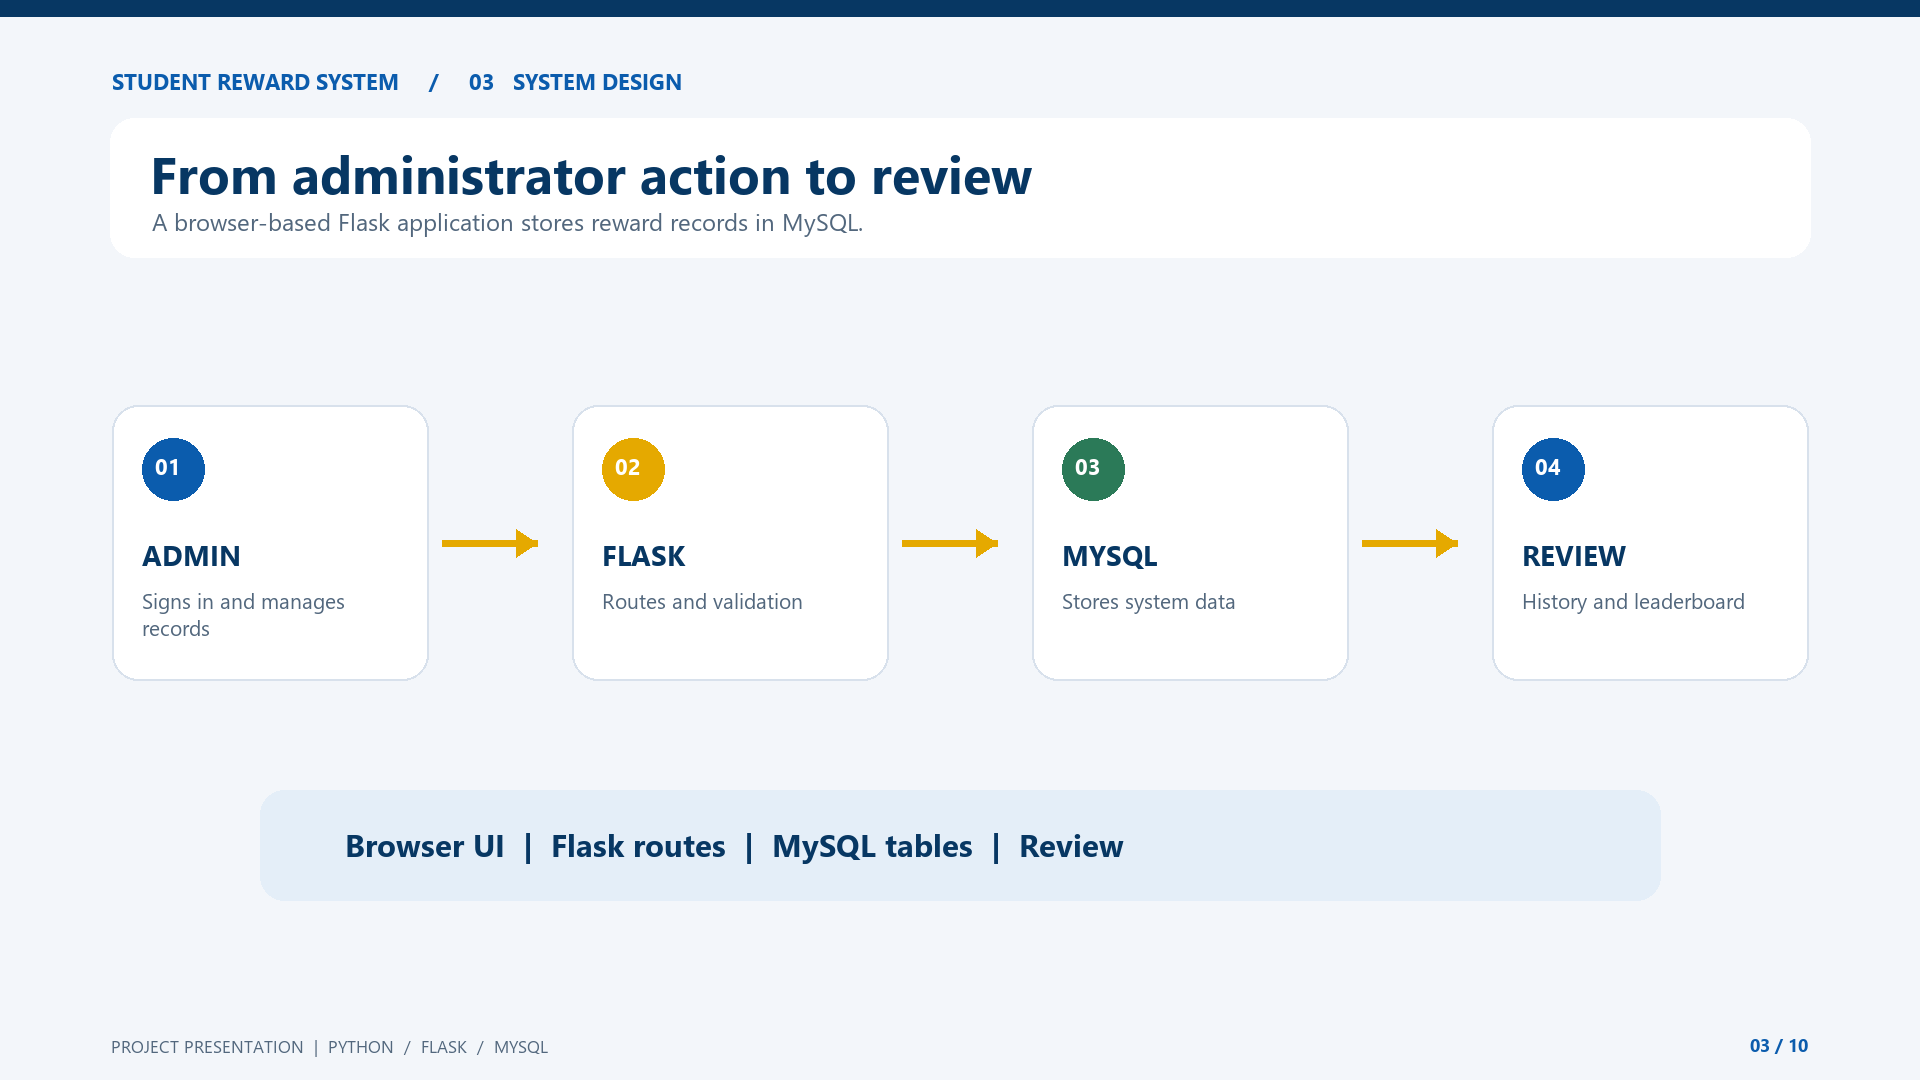 STUDENT REWARD SYSTEM / 03 SYSTEM DESIGN
From administrator action to review
A browser-based Flask application stores reward records in MySQL.
01
ADMIN
Signs in and manages
records
02
FLASK
Routes and validation
03
MYSQL
Stores system data
04
REVIEW
History and leaderboard
Browser UI | Flask routes | MySQL tables | Review
PROJECT PRESENTATION | PYTHON / FLASK / MYSQL
03 / 10